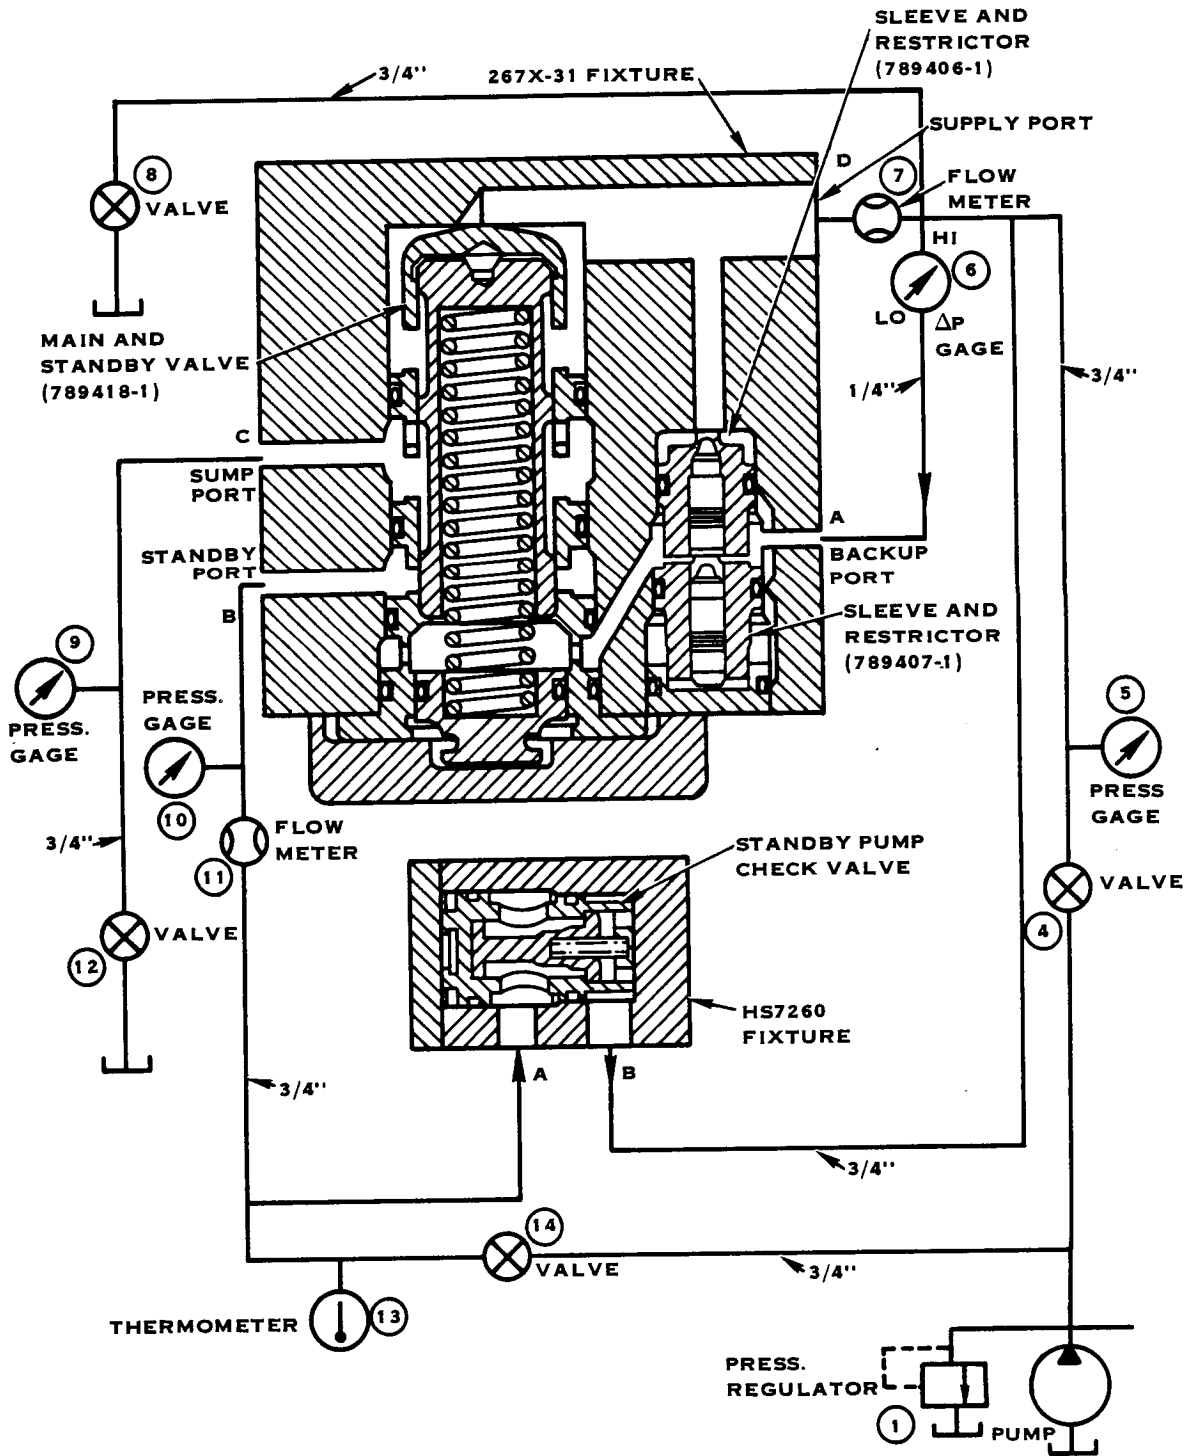 SLEEVE AND
RESTRICTOR
(789406-1)
3/4"
267X-31 FIXTURE
SUPPLY PORT
D
8
VALVE
7
FLOW
METER
HI
6
LO
ΔP
GAGE
MAIN AND
STANDBY VALVE
(789418-1)
1/4"
3/4"
C
SUMP
PORT
A
BACKUP
PORT
STANDBY
PORT
B
SLEEVE AND
RESTRICTOR
(789407-1)
9
PRESS.
GAGE
PRESS.
GAGE
10
5
PRESS
GAGE
3/4"
FLOW
METER
11
STANDBY PUMP
CHECK VALVE
VALVE
4
VALVE
12
HS7260
FIXTURE
A
B
3/4"
3/4"
14
VALVE
3/4"
THERMOMETER
13
PRESS.
REGULATOR
1
PUMP